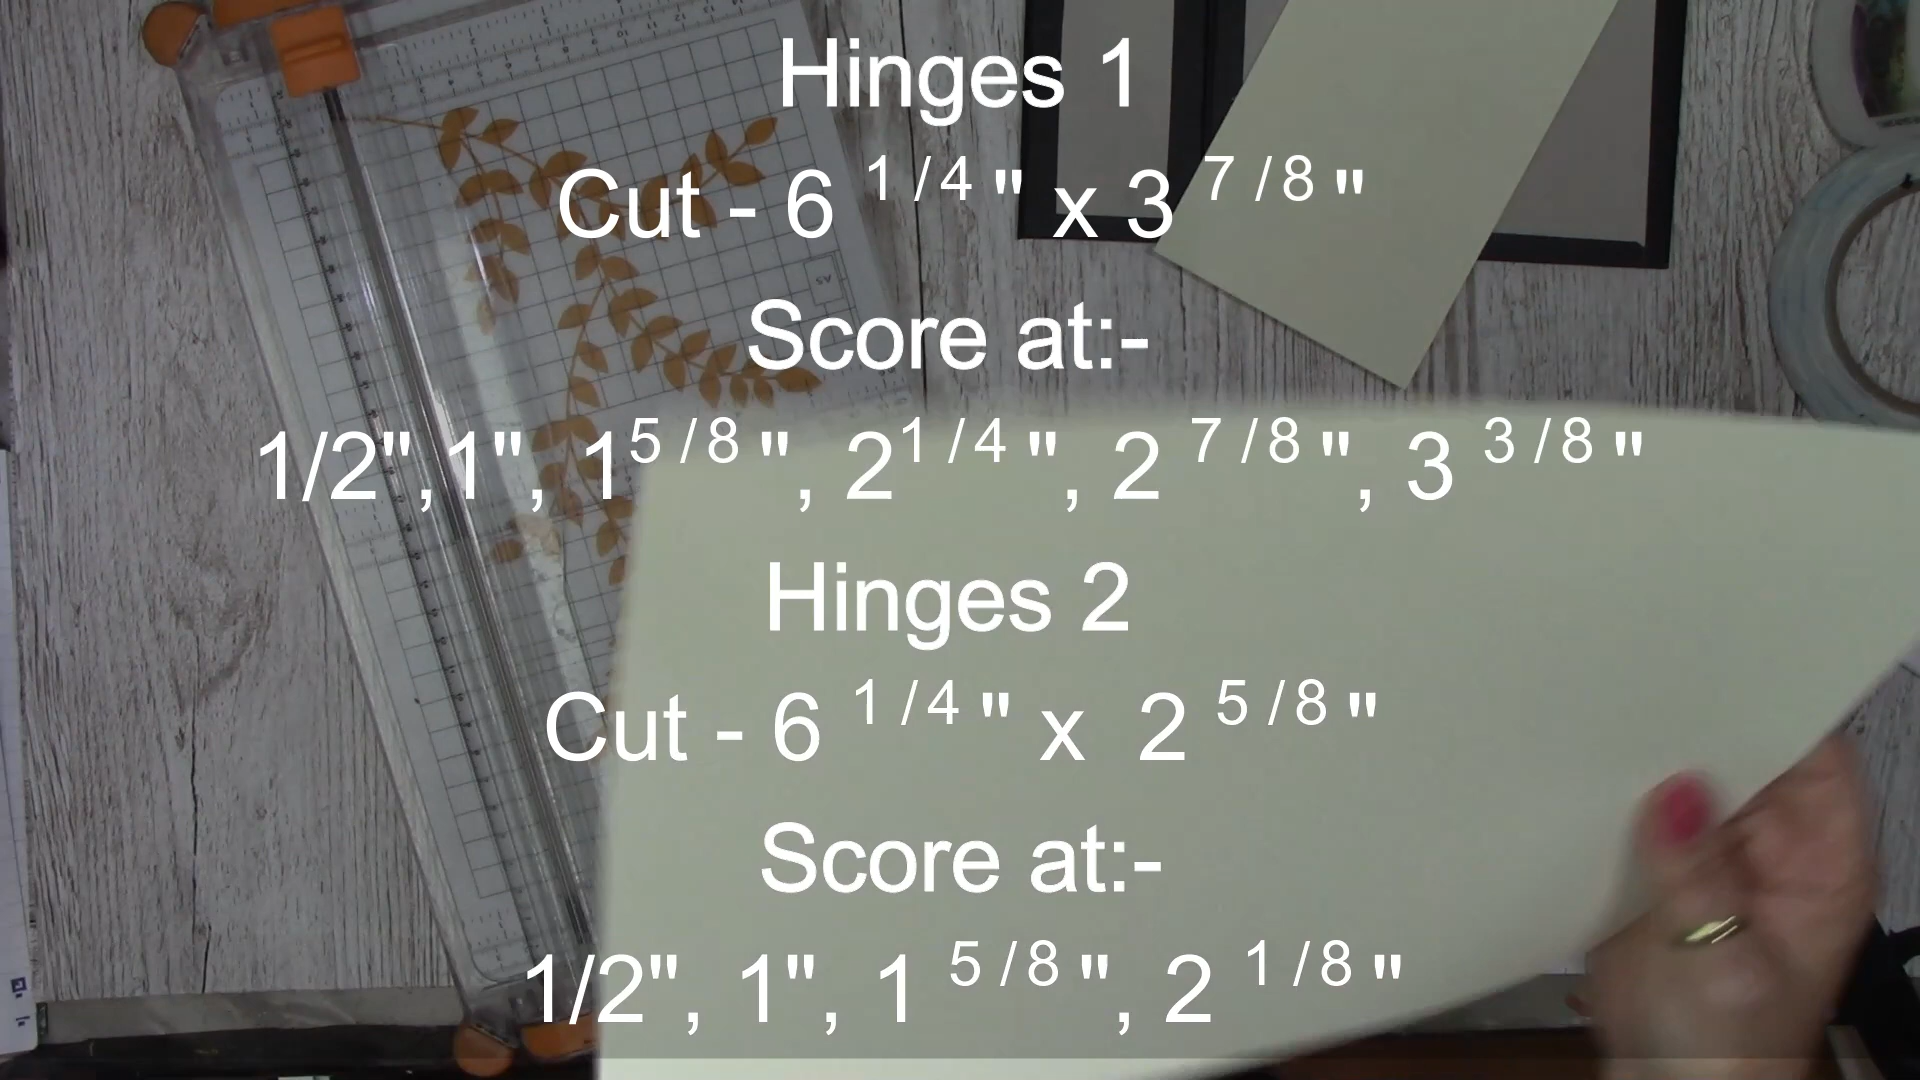 Hinges 1
Cut - 6 1/4" x 3 7/8"
Score at:-
1/2",1", 1 5/8", 2 1/4", 2 7/8", 3 3/8"
Hinges 2
Cut - 6 1/4" x 2 5/8"
Score at:-
1/2", 1", 1 5/8", 2 1/8"
A5